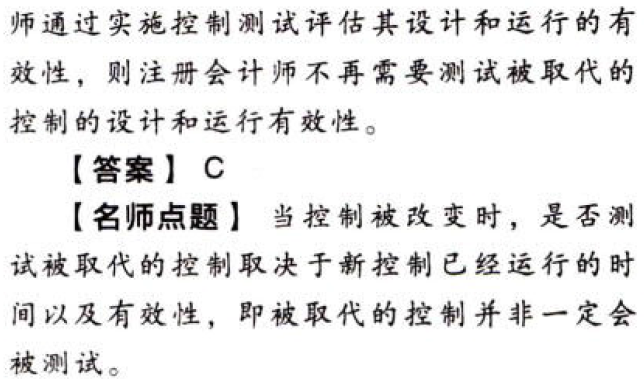 师通过实施控制测试评估其设计和运行的有
效性，则注册会计师不再需要测试被取代的
控制的设计和运行有效性。
【答案】 C
【名师点题】 当控制被改变时，是否测
试被取代的控制取决于新控制已经运行的时
间以及有效性，即被取代的控制并非一定会
被测试。